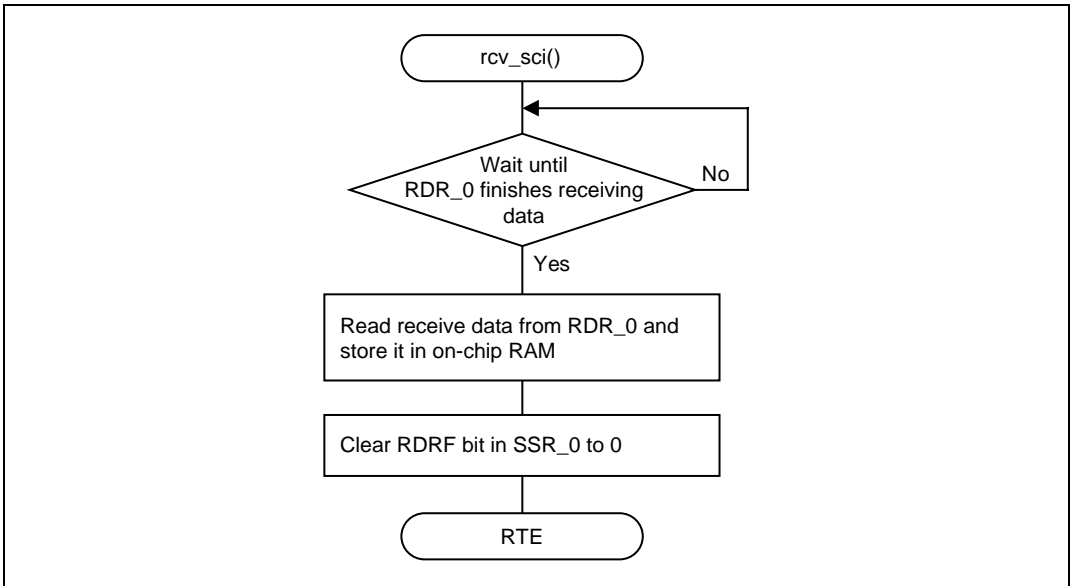 rcv_sci()
Wait until
RDR_0 finishes receiving
data
No
Yes
Read receive data from RDR_0 and
store it in on-chip RAM
Clear RDRF bit in SSR_0 to 0
RTE